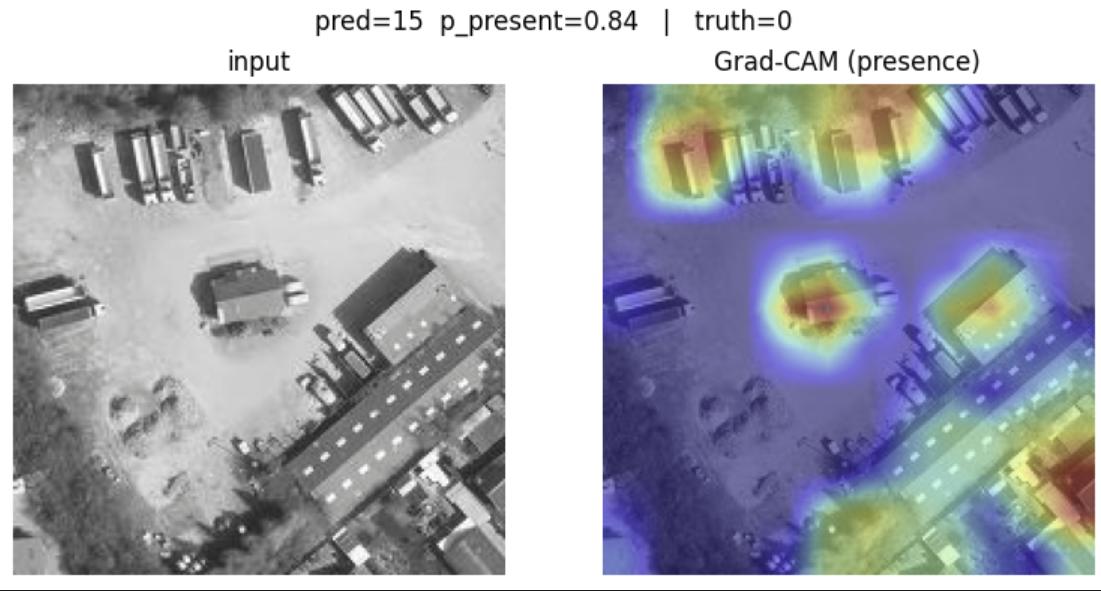 pred=15 p_present=0.84 | truth=0
input
Grad-CAM (presence)